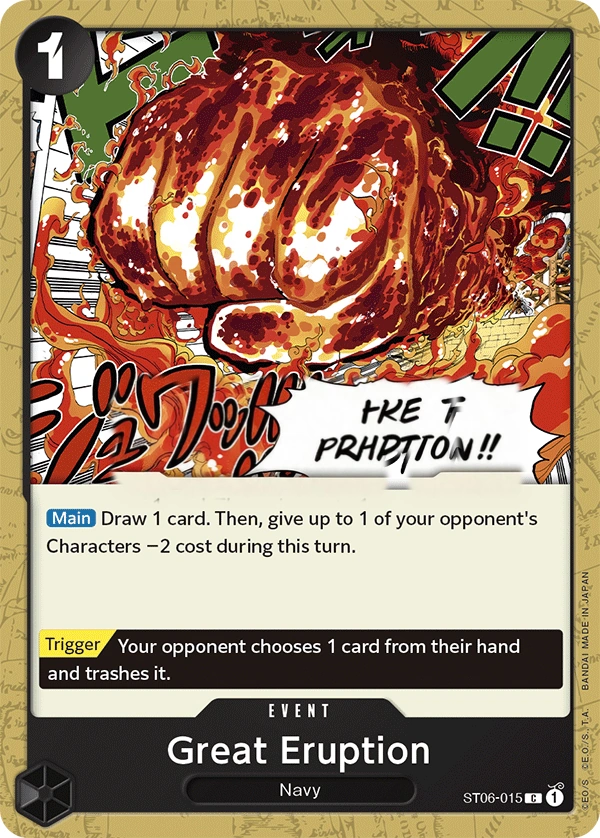 1
Main Draw 1 card. Then, give up to 1 of your opponent's
Characters −2 cost during this turn.
Trigger Your opponent chooses 1 card from their hand
and trashes it.
EVENT
Great Eruption
Navy
ST06-015 C 1
©E.O./S. ©E.O./S.,T.A. BANDAI MADE IN JAPAN